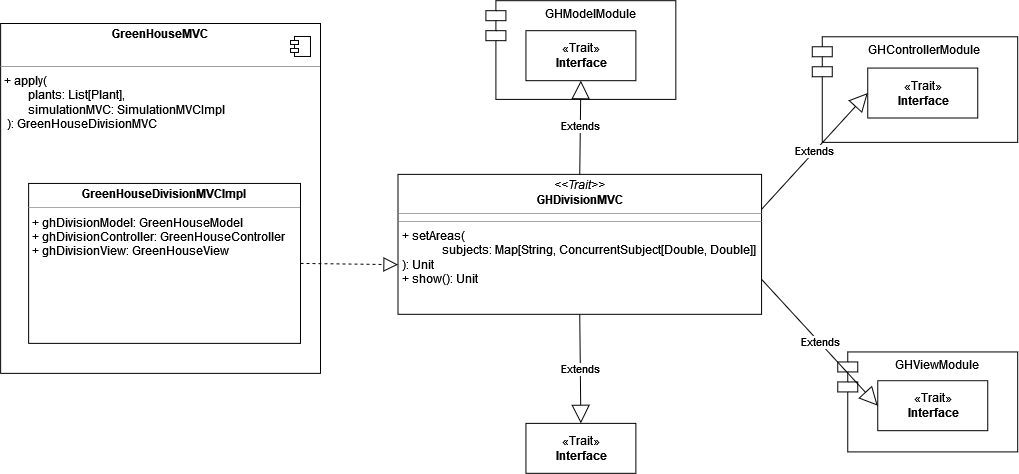 GreenHouseMVC
+ apply(
plants: List[Plant],
simulationMVC: SimulationMVCImpl
): GreenHouseDivisionMVC
GreenHouseDivisionMVCImpl
+ ghDivisionModel: GreenHouseModel
+ ghDivisionController: GreenHouseController
+ ghDivisionView: GreenHouseView
GHModelModule
«Trait»
Interface
Extends
<<Trait>>
GHDivisionMVC
+ setAreas(
subjects: Map[String, ConcurrentSubject[Double, Double]]
): Unit
+ show(): Unit
Extends
«Trait»
Interface
GHControllerModule
«Trait»
Interface
Extends
Extends
GHViewModule
«Trait»
Interface